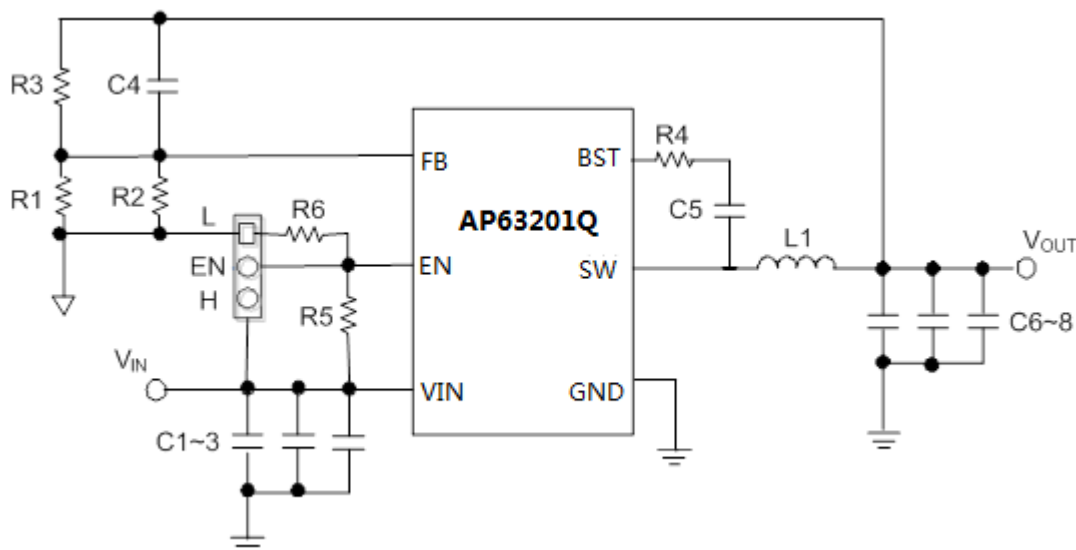 R3
C4
FB
BST
R4
R1
R2
L
R6
AP63201Q
C5
EN
EN
SW
L1
VOUT
H
R5
C6~8
VIN
VIN
GND
C1~3